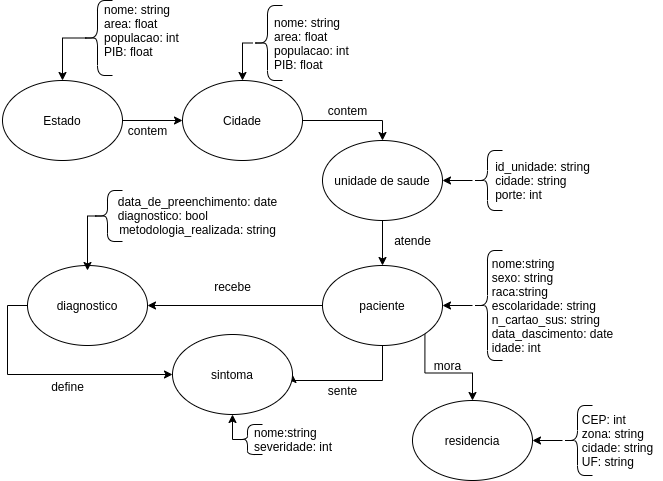 nome: string
area: float
populacao: int
PIB: float
nome: string
area: float
populacao: int
PIB: float
Estado
contem
Cidade
contem
unidade de saude
id_unidade: string
cidade: string
porte: int
data_de_preenchimento: date
diagnostico: bool
metodologia_realizada: string
atende
diagnostico
recebe
paciente
nome:string
sexo: string
raca:string
escolaridade: string
n_cartao_sus: string
data_dascimento: date
idade: int
define
sintoma
sente
mora
nome:string
severidade: int
residencia
CEP: int
zona: string
cidade: string
UF: string